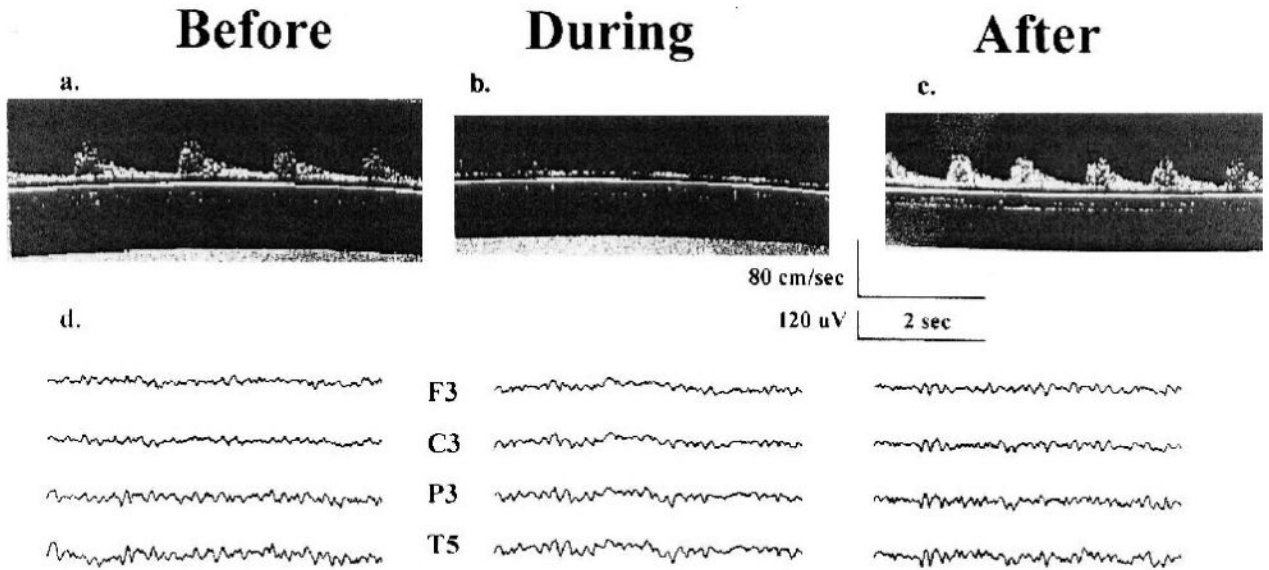 Before During After
a. b. c.
80 cm/sec
120 uV 2 sec
d.
F3
C3
P3
T5